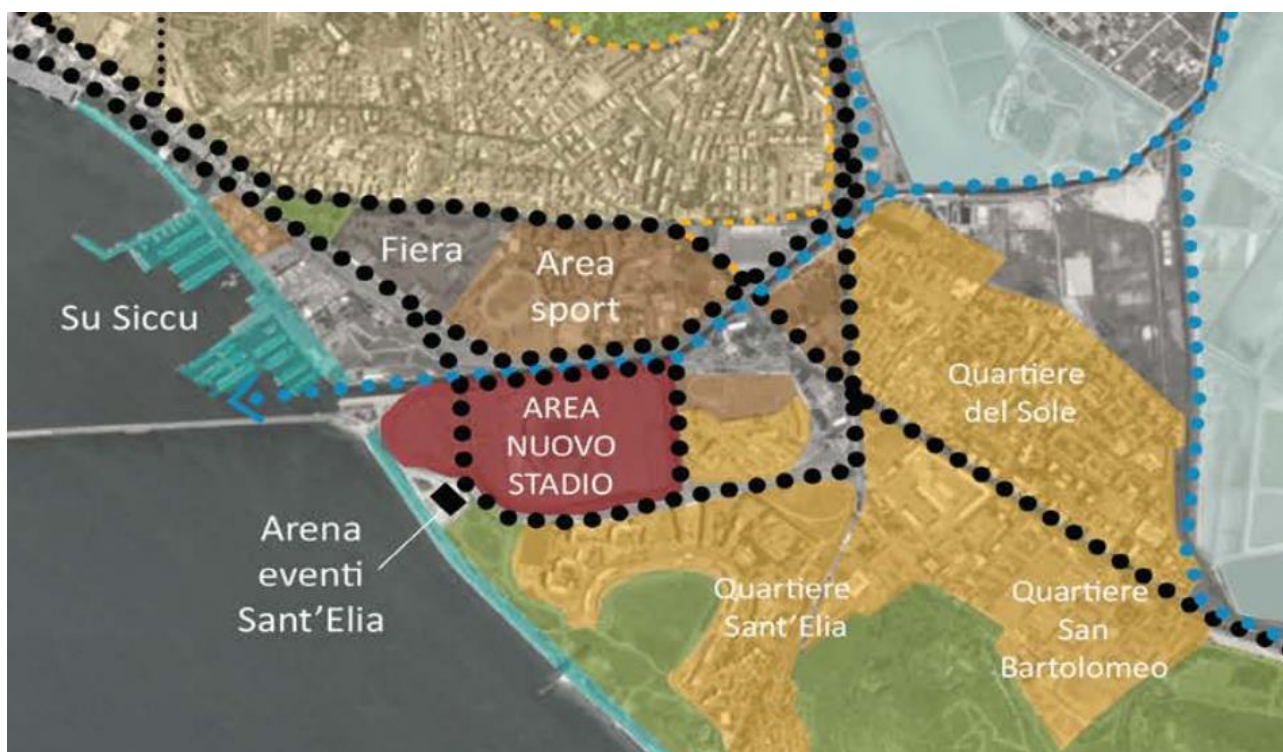 Fiera
Area
sport
Su Siccu
AREA
NUOVO
STADIO
Quartiere
del Sole
Arena
eventi
Sant'Elia
Quartiere
Sant'Elia
Quartiere
San
Bartolomeo